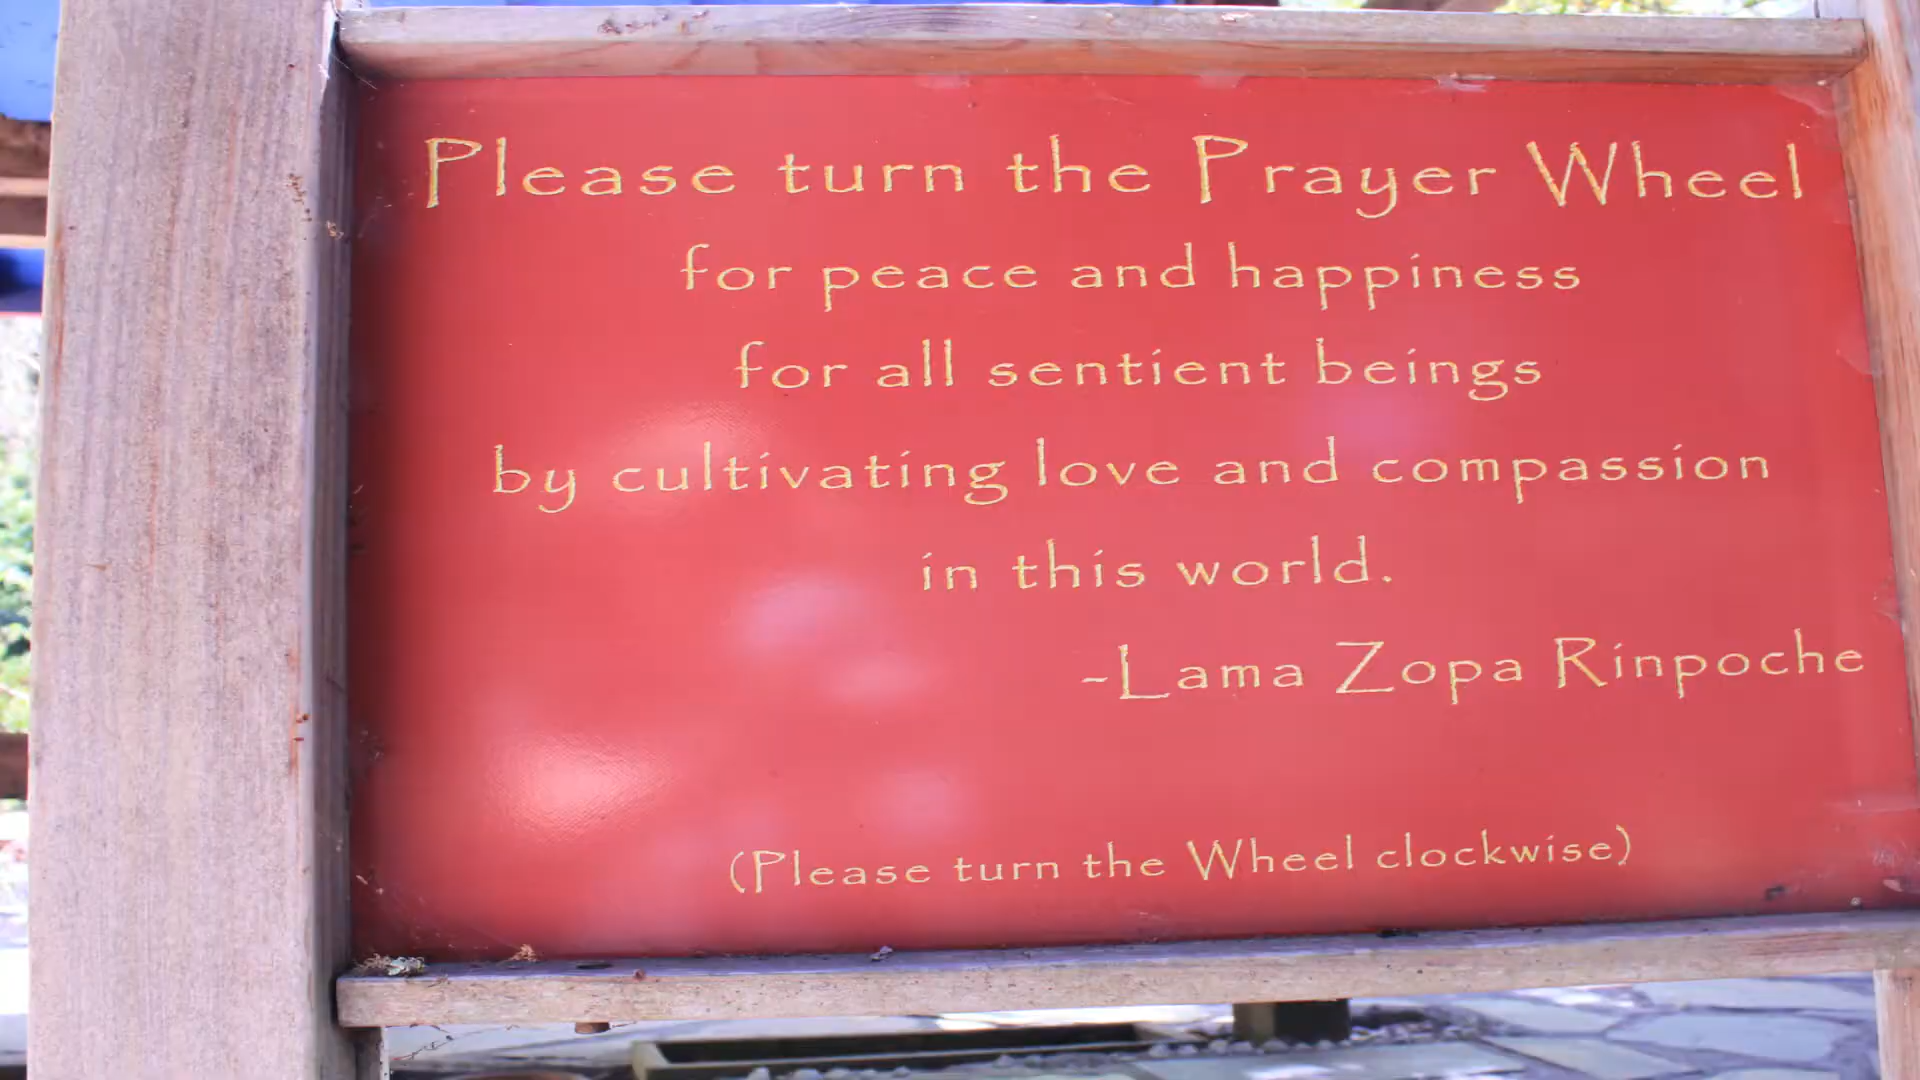 Please turn the Prayer Wheel
for peace and happiness
for all sentient beings
by cultivating love and compassion
in this world.
-Lama Zopa Rinpoche
(Please turn the Wheel clockwise)